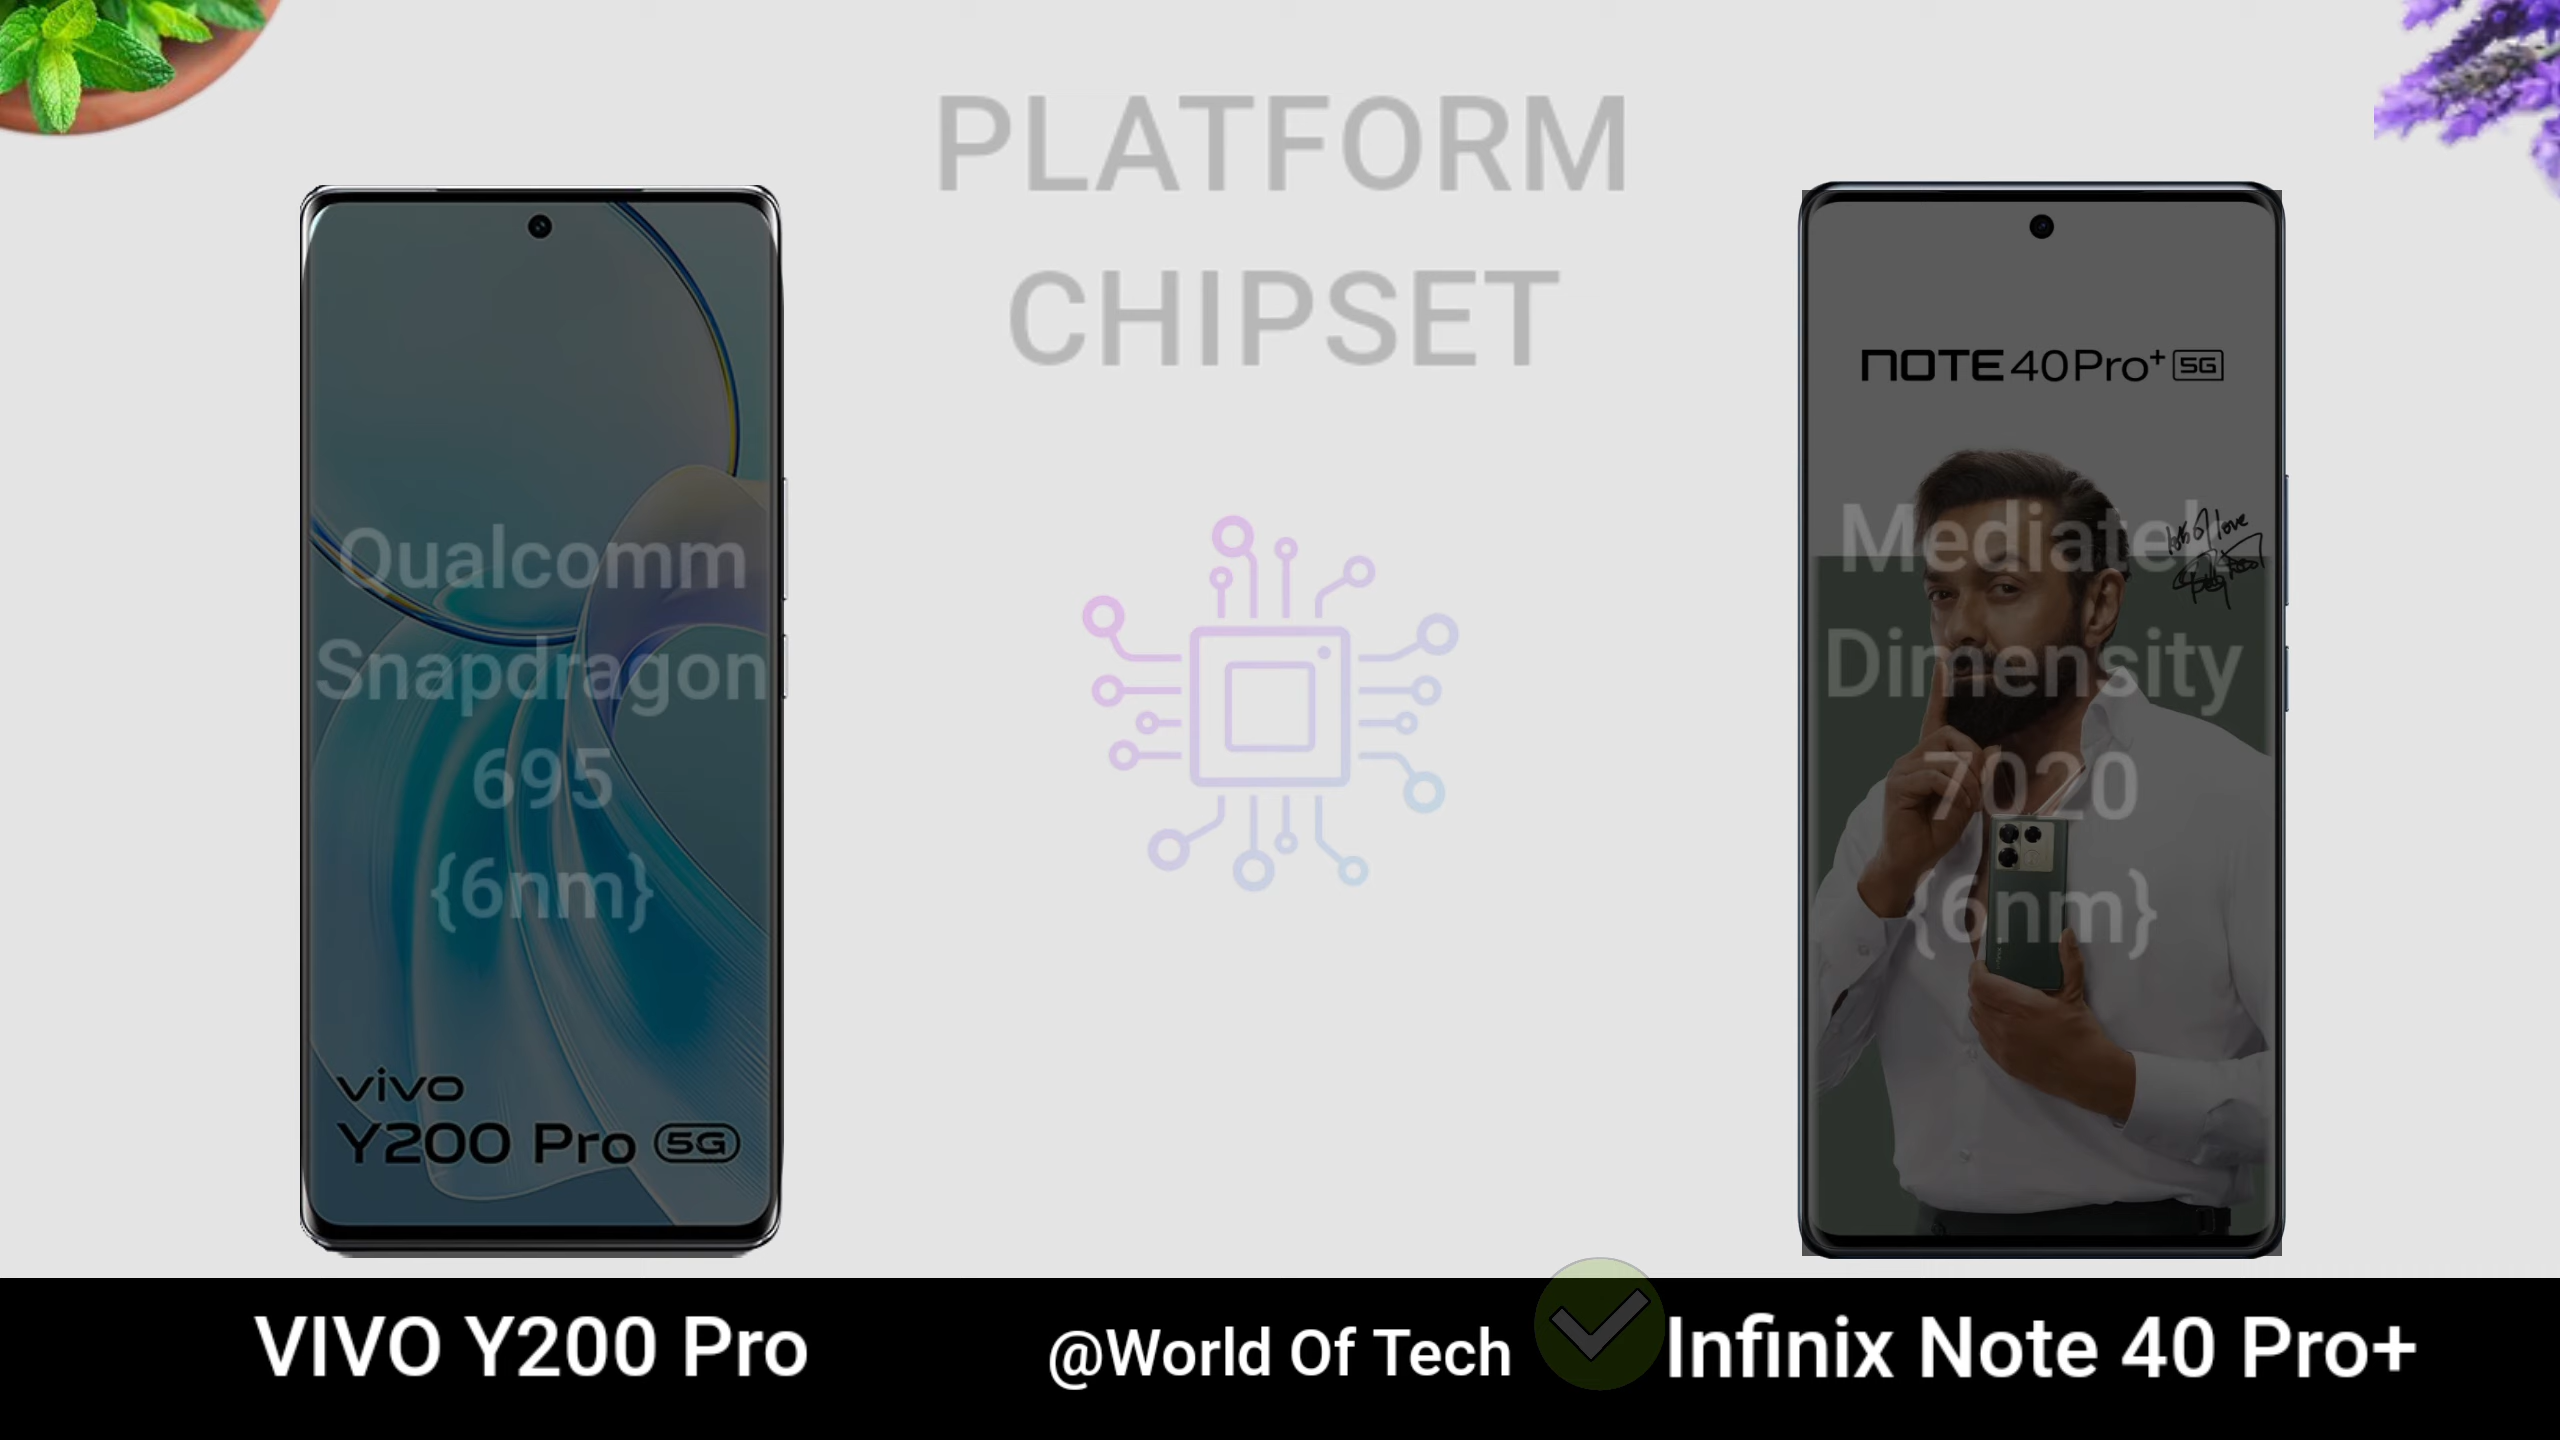 PLATFORM
CHIPSET
Qualcomm
Snapdragon
695
{6nm}
vivo
Y200 Pro 5G
NOTE 40 Pro+ 5G
Mediatek
Dimensity
7020
{6nm}
VIVO Y200 Pro
@World Of Tech
Infinix Note 40 Pro+